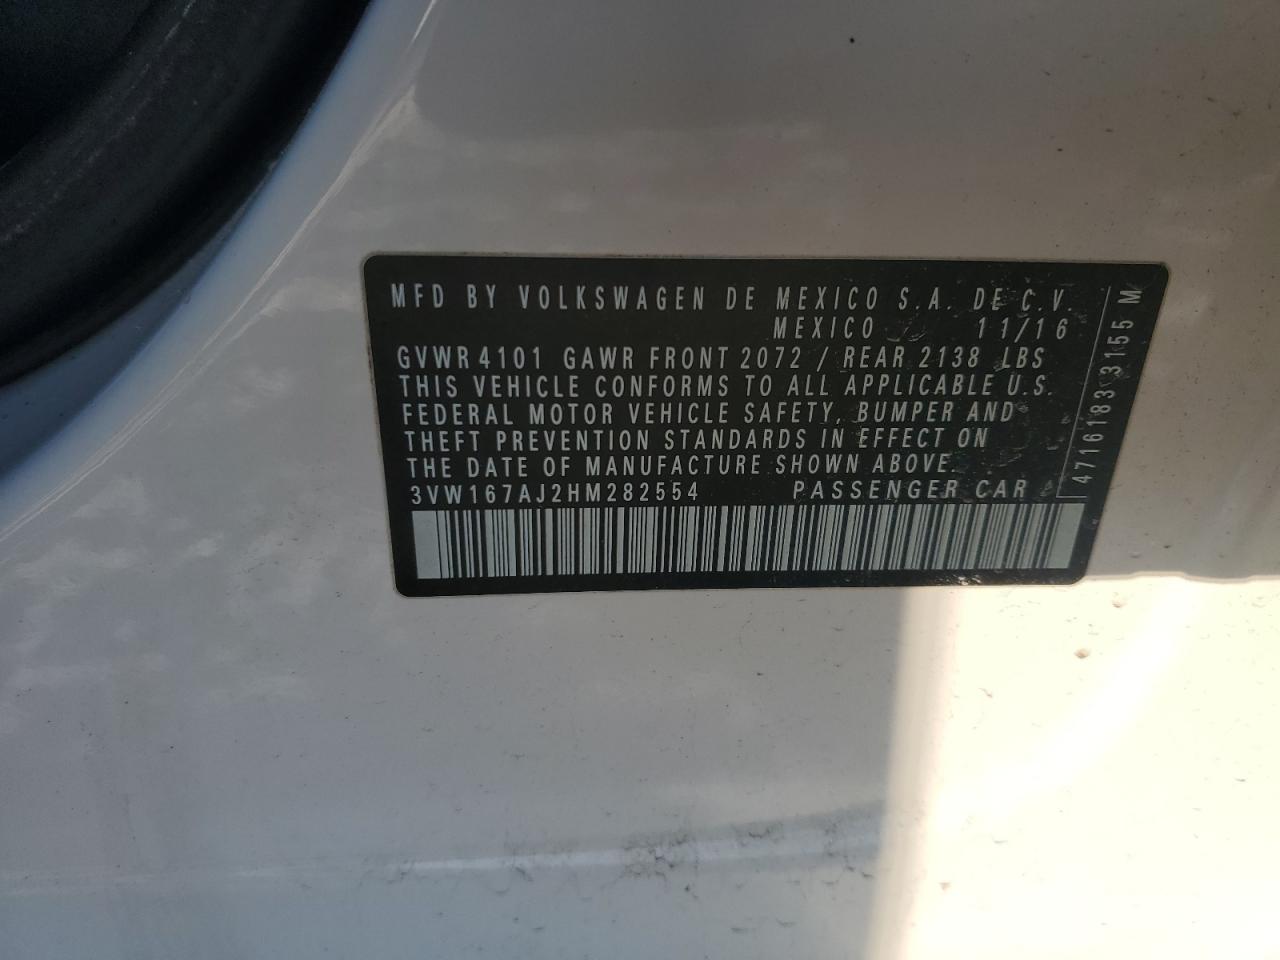 MFD BY VOLKSWAGEN DE MEXICO S.A. DE C.V.
MEXICO 11/16
GVWR 4101 GAWR FRONT 2072 / REAR 2138 LBS
THIS VEHICLE CONFORMS TO ALL APPLICABLE U.S.
FEDERAL MOTOR VEHICLE SAFETY, BUMPER AND
THEFT PREVENTION STANDARDS IN EFFECT ON
THE DATE OF MANUFACTURE SHOWN ABOVE.
3VW167AJ2HM282554 PASSENGER CAR
4716183 3155 M